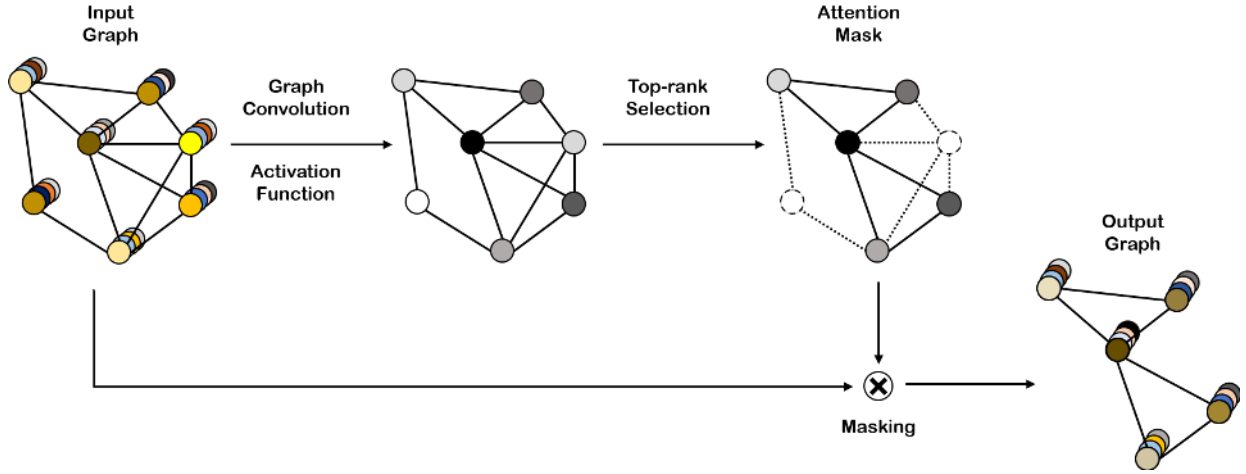 Input
Graph
Graph
Convolution
Activation
Function
Top-rank
Selection
Attention
Mask
Masking
Output
Graph